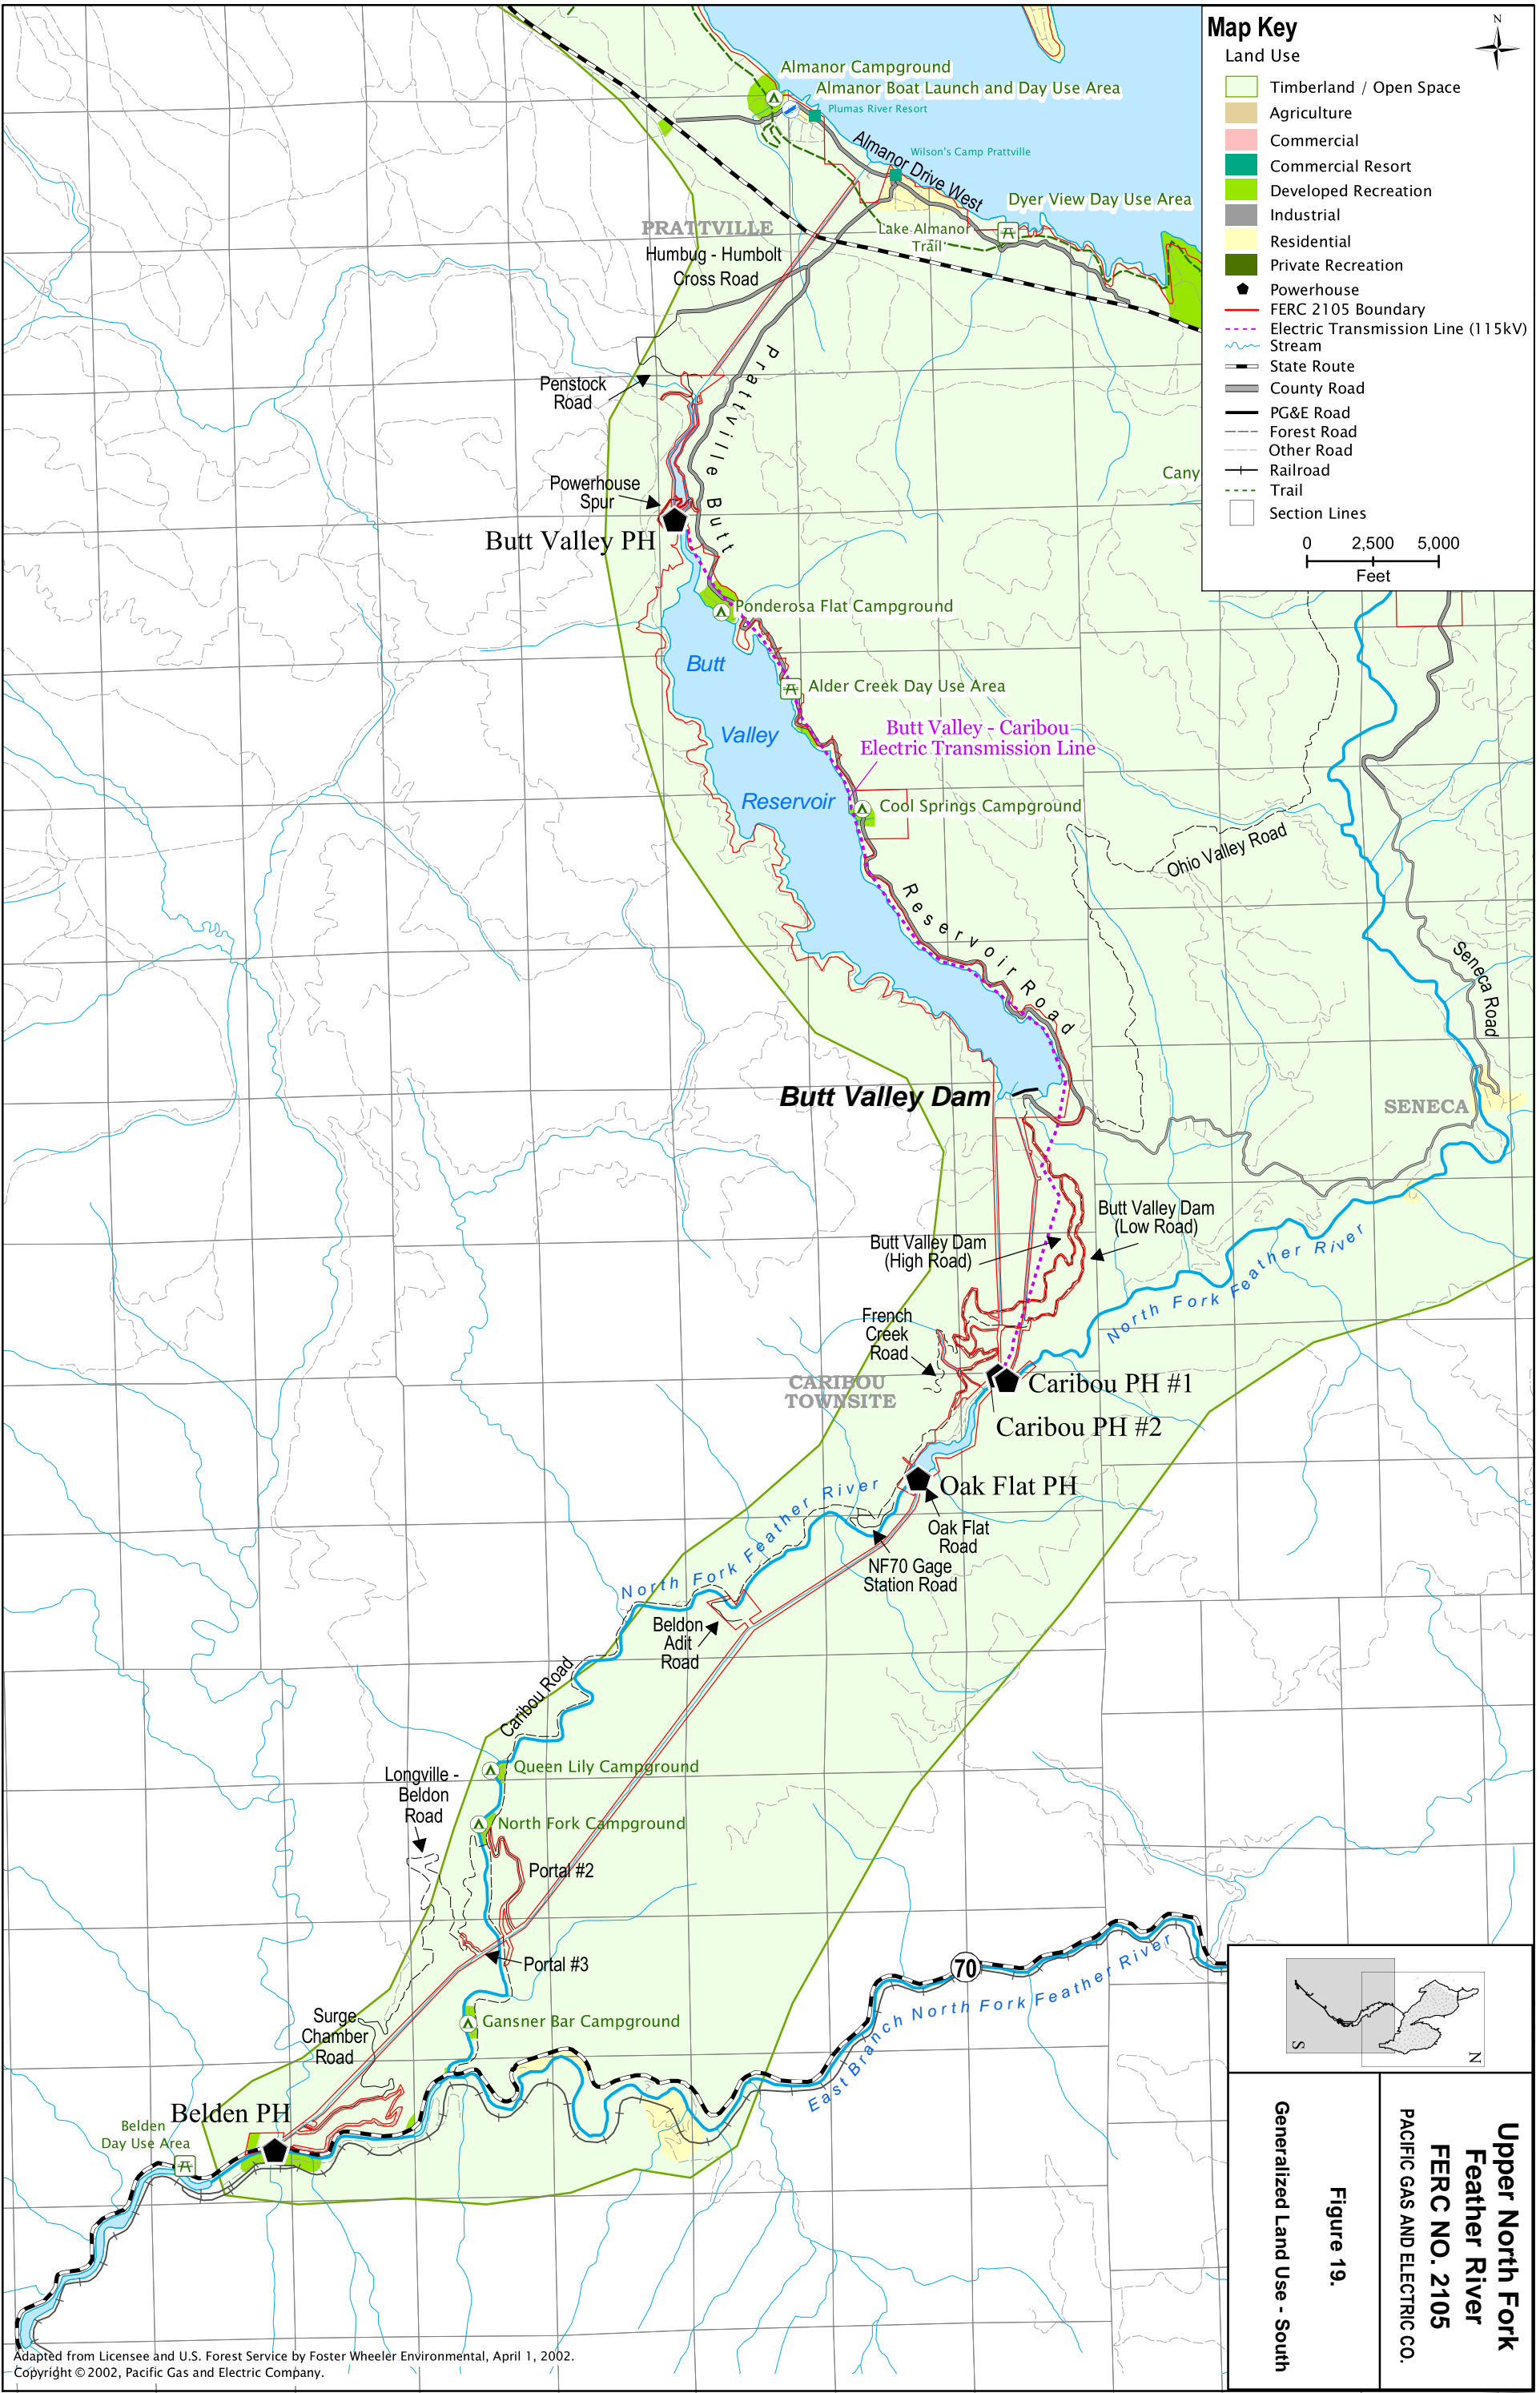 Map Key
N
Land Use
Timberland / Open Space
Agriculture
Commercial
Commercial Resort
Developed Recreation
Industrial
Residential
Private Recreation
Powerhouse
FERC 2105 Boundary
Electric Transmission Line (115kV)
Stream
State Route
County Road
PG&E Road
Forest Road
Other Road
Railroad
Trail
Section Lines
0 2,500 5,000
Feet
Almanor Campground
Almanor Boat Launch and Day Use Area
Plumas River Resort
Wilson's Camp Prattville
Almanor Drive West
Dyer View Day Use Area
Lake Almanor
Trail
PRATTVILLE
Humbug - Humbolt
Cross Road
Penstock
Road
Prattville Butt
Powerhouse
Spur
Butt Valley PH
Cany
Ponderosa Flat Campground
Butt
Valley
Reservoir
Alder Creek Day Use Area
Butt Valley - Caribou
Electric Transmission Line
Cool Springs Campground
Ohio Valley Road
Reservoir Road
Seneca Road
Butt Valley Dam
SENECA
Butt Valley Dam
(Low Road)
Butt Valley Dam
(High Road)
North Fork Feather River
French
Creek
Road
CARIBOU
TOWNSITE
Caribou PH #1
Caribou PH #2
Oak Flat PH
Oak Flat
Road
NF70 Gage
Station Road
North Fork Feather River
Beldon
Adit
Road
Caribou Road
Queen Lily Campground
Longville -
Beldon
Road
North Fork Campground
Portal #2
Portal #3
70
East Branch North Fork Feather River
Gansner Bar Campground
Surge
Chamber
Road
Belden PH
Belden
Day Use Area
S
N
Upper North Fork
Feather River
FERC NO. 2105
PACIFIC GAS AND ELECTRIC CO.
Figure 19.
Generalized Land Use - South
Adapted from Licensee and U.S. Forest Service by Foster Wheeler Environmental, April 1, 2002.
Copyright © 2002, Pacific Gas and Electric Company.